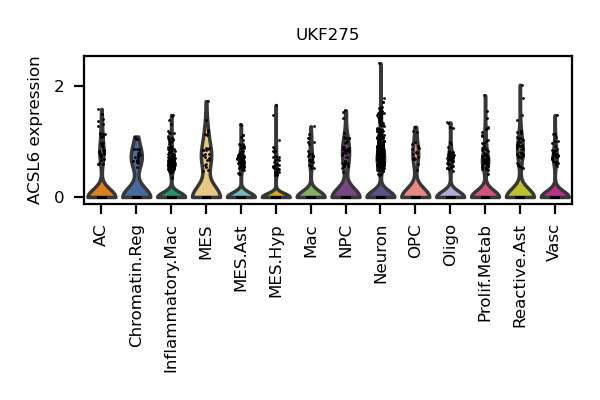 UKF275
ACSL6 expression
2
0
AC
Chromatin.Reg
Inflammatory.Mac
MES
MES.Ast
MES.Hyp
Mac
NPC
Neuron
OPC
Oligo
Prolif.Metab
Reactive.Ast
Vasc